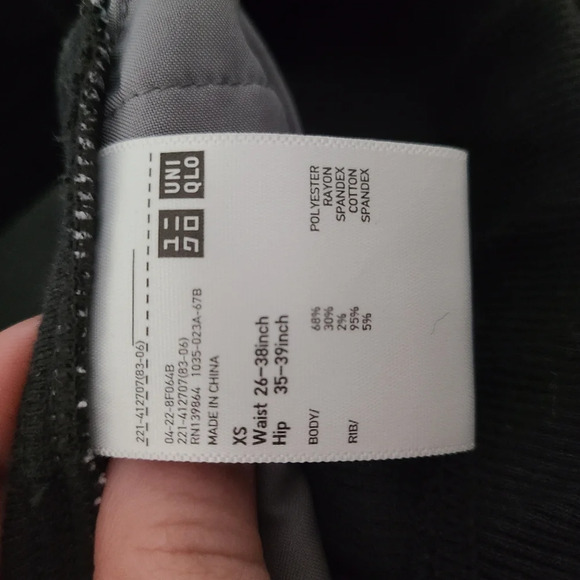 221-412707(83-06)
UNI
QLO
ユニ
クロ
04-22-8F064B
221-412707(83-06)
RN139864 1035-023A-67B
MADE IN CHINA
XS
Waist 26-38inch
Hip 35-39inch
BODY/ 68% POLYESTER
30% RAYON
2% SPANDEX
RIB/ 95% COTTON
5% SPANDEX